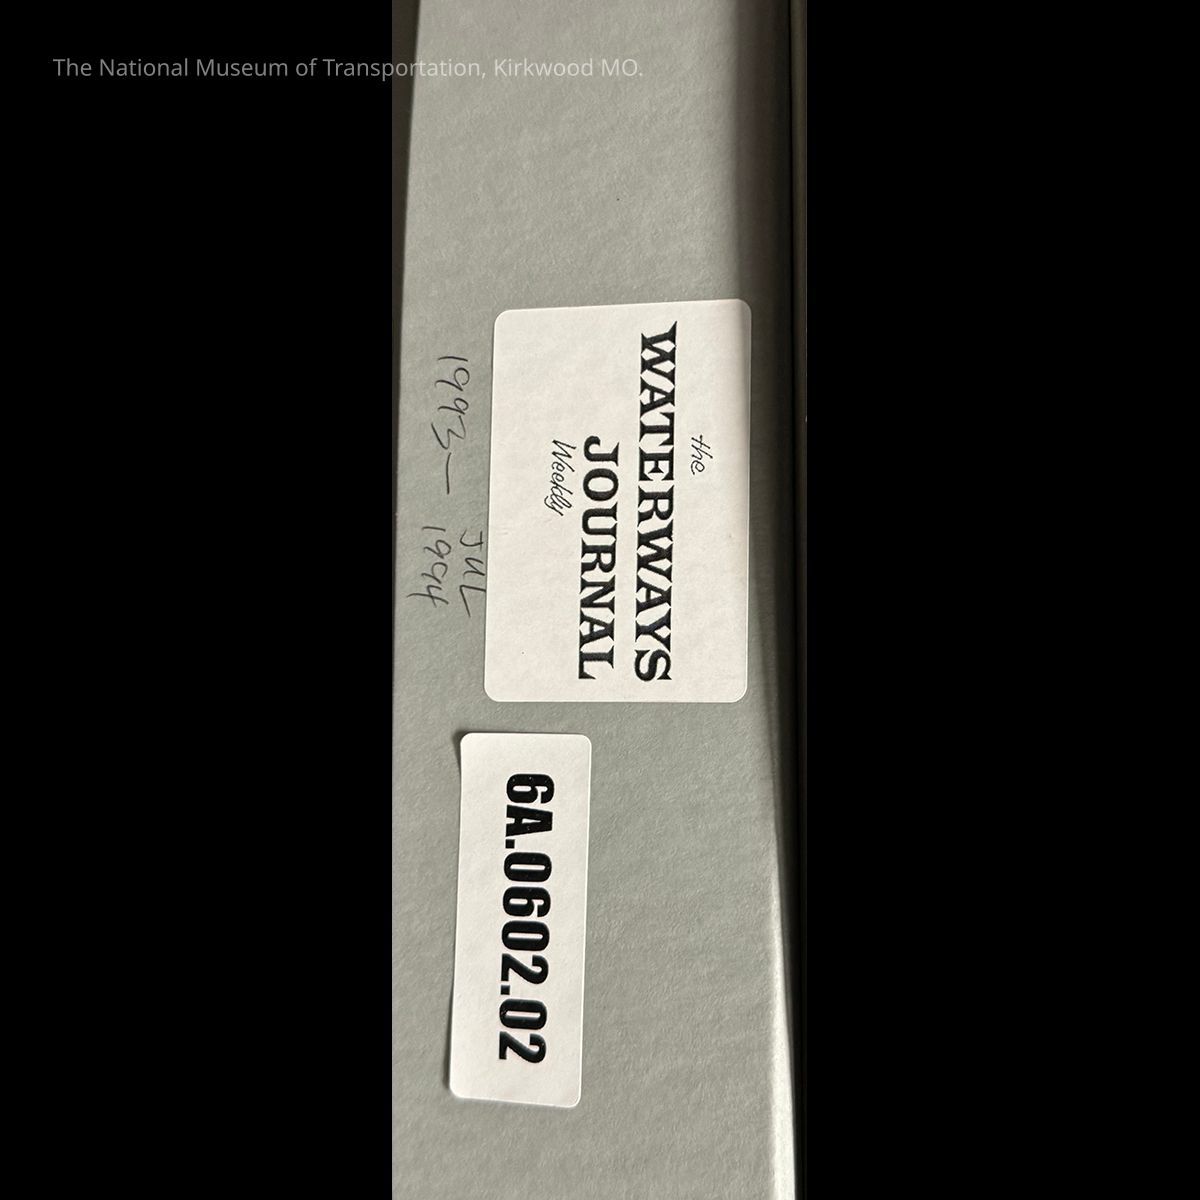 The National Museum of Transportation, Kirkwood MO.
the
WATERWAYS
JOURNAL
Weekly
JUL
1993— 1994
6A.0602.02